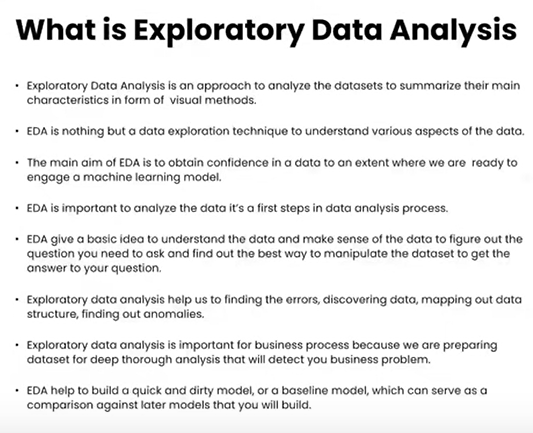 What is Exploratory Data Analysis
• Exploratory Data Analysis is an approach to analyze the datasets to summarize their main
characteristics in form of visual methods.
• EDA is nothing but a data exploration technique to understand various aspects of the data.
• The main aim of EDA is to obtain confidence in a data to an extent where we are ready to
engage a machine learning model.
• EDA is important to analyze the data it's a first steps in data analysis process.
• EDA give a basic idea to understand the data and make sense of the data to figure out the
question you need to ask and find out the best way to manipulate the dataset to get the
answer to your question.
• Exploratory data analysis help us to finding the errors, discovering data, mapping out data
structure, finding out anomalies.
• Exploratory data analysis is important for business process because we are preparing
dataset for deep thorough analysis that will detect you business problem.
• EDA help to build a quick and dirty model, or a baseline model, which can serve as a
comparison against later models that you will build.